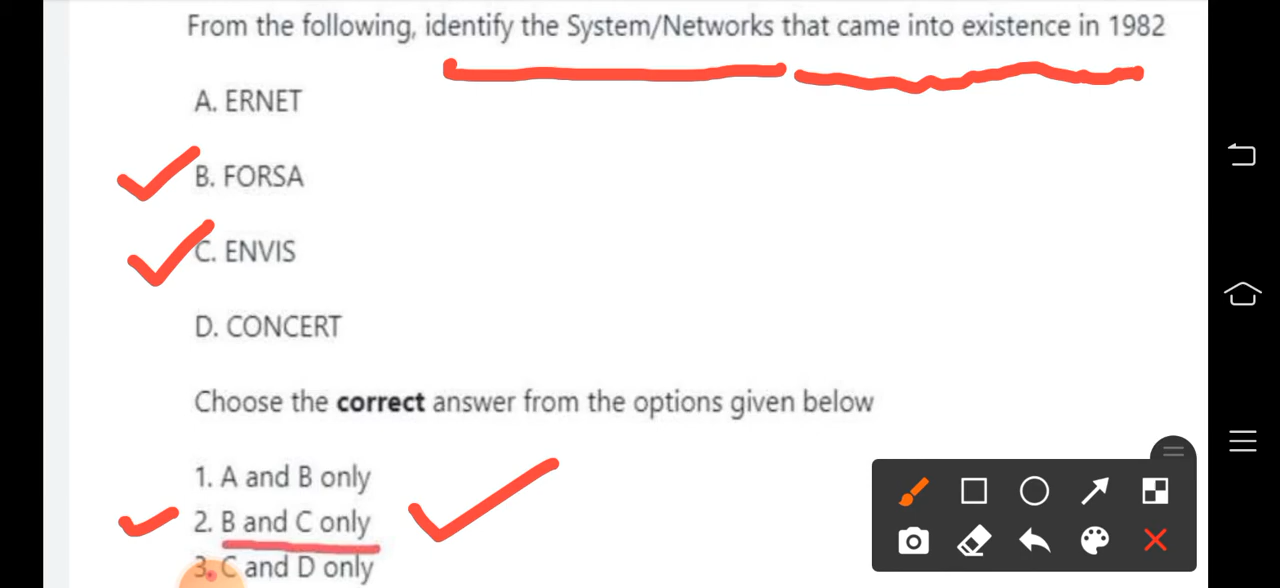 From the following, identify the System/Networks that came into existence in 1982
A. ERNET
B. FORSA
C. ENVIS
D. CONCERT
Choose the correct answer from the options given below
1. A and B only
2. B and C only
3. C and D only